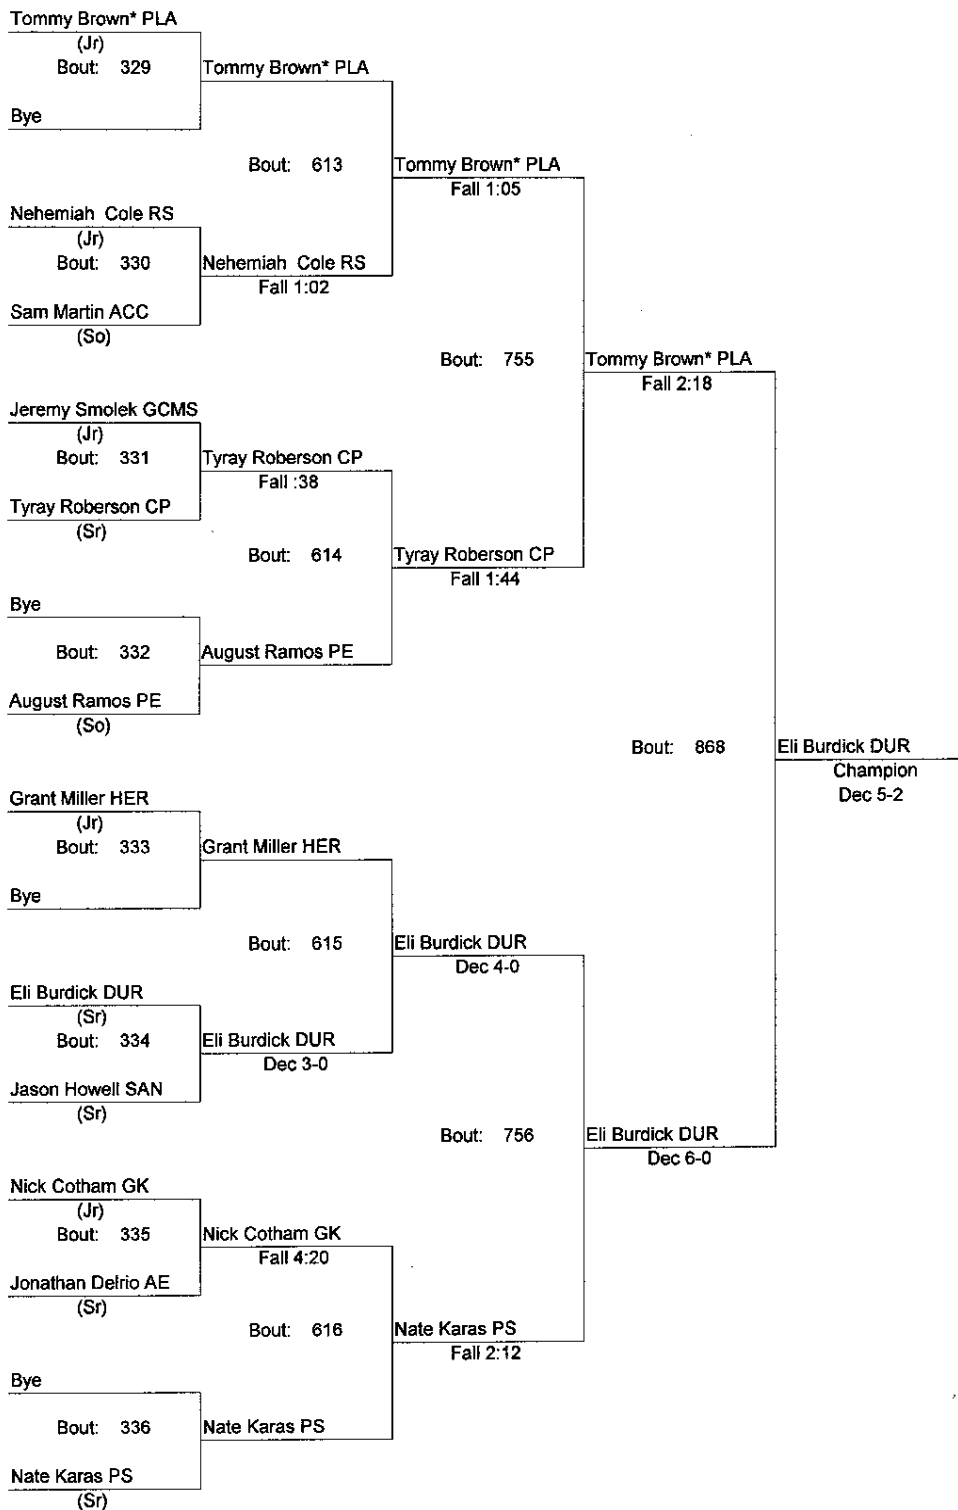 Tommy Brown* PLA
(Jr)
Bout: 329
Tommy Brown* PLA
Bye
Bout: 613
Tommy Brown* PLA
Fall 1:05
Nehemiah Cole RS
(Jr)
Bout: 330
Nehemiah Cole RS
Fall 1:02
Sam Martin ACC
(So)
Bout: 755
Tommy Brown* PLA
Fall 2:18
Jeremy Smolek GCMS
(Jr)
Bout: 331
Tyray Roberson CP
Fall :38
Tyray Roberson CP
(Sr)
Bout: 614
Tyray Roberson CP
Fall 1:44
Bye
Bout: 332
August Ramos PE
August Ramos PE
(So)
Bout: 868
Eli Burdick DUR
Champion
Dec 5-2
Grant Miller HER
(Jr)
Bout: 333
Grant Miller HER
Bye
Bout: 615
Eli Burdick DUR
Dec 4-0
Eli Burdick DUR
(Sr)
Bout: 334
Eli Burdick DUR
Dec 3-0
Jason Howell SAN
(Sr)
Bout: 756
Eli Burdick DUR
Dec 6-0
Nick Cotham GK
(Jr)
Bout: 335
Nick Cotham GK
Fall 4:20
Jonathan Delrio AE
(Sr)
Bout: 616
Nate Karas PS
Fall 2:12
Bye
Bout: 336
Nate Karas PS
Nate Karas PS
(Sr)